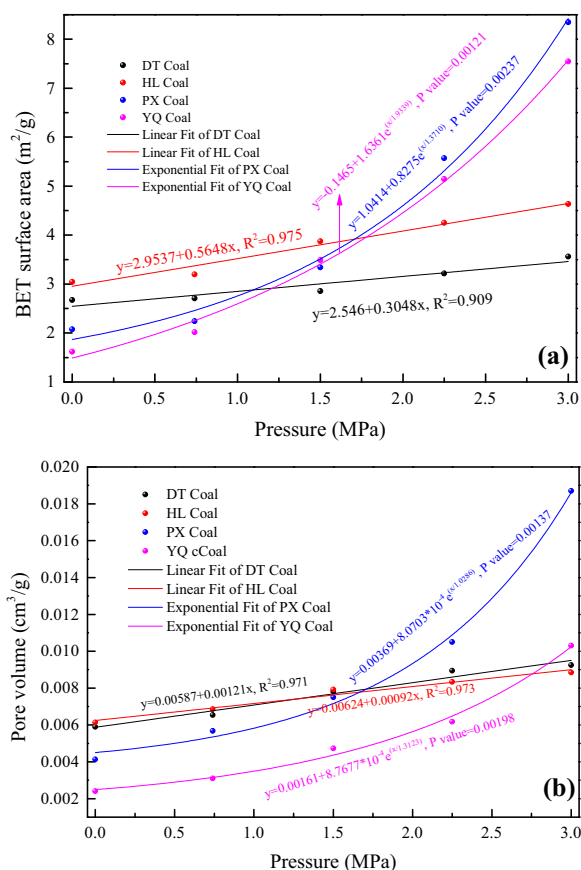 8
7
6
5
4
3
2
1
BET surface area (m²/g)
DT Coal
HL Coal
PX Coal
YQ Coal
Linear Fit of DT Coal
Linear Fit of HL Coal
Exponential Fit of PX Coal
Exponential Fit of YQ Coal
y=-0.1465+1.6361e^(x/1.9339), P value=0.00121
y=1.0414+0.8275e^(x/1.3710), P value=0.00237
y=2.9537+0.5648x, R²=0.975
y=2.546+0.3048x, R²=0.909
(a)
0.0 0.5 1.0 1.5 2.0 2.5 3.0
Pressure (MPa)
0.020
0.018
0.016
0.014
0.012
0.010
0.008
0.006
0.004
0.002
Pore volume (cm³/g)
DT Coal
HL Coal
PX Coal
YQ cCoal
Linear Fit of DT Coal
Linear Fit of HL Coal
Exponential Fit of PX Coal
Exponential Fit of YQ Coal
y=0.00369+8.0703*10⁻⁴ e^(x/1.0286), P value=0.00137
y=0.00587+0.00121x, R²=0.971
y=0.00624+0.00092x, R²=0.973
y=0.00161+8.7677*10⁻⁴ e^(x/1.3123), P value=0.00198
(b)
0.0 0.5 1.0 1.5 2.0 2.5 3.0
Pressure (MPa)